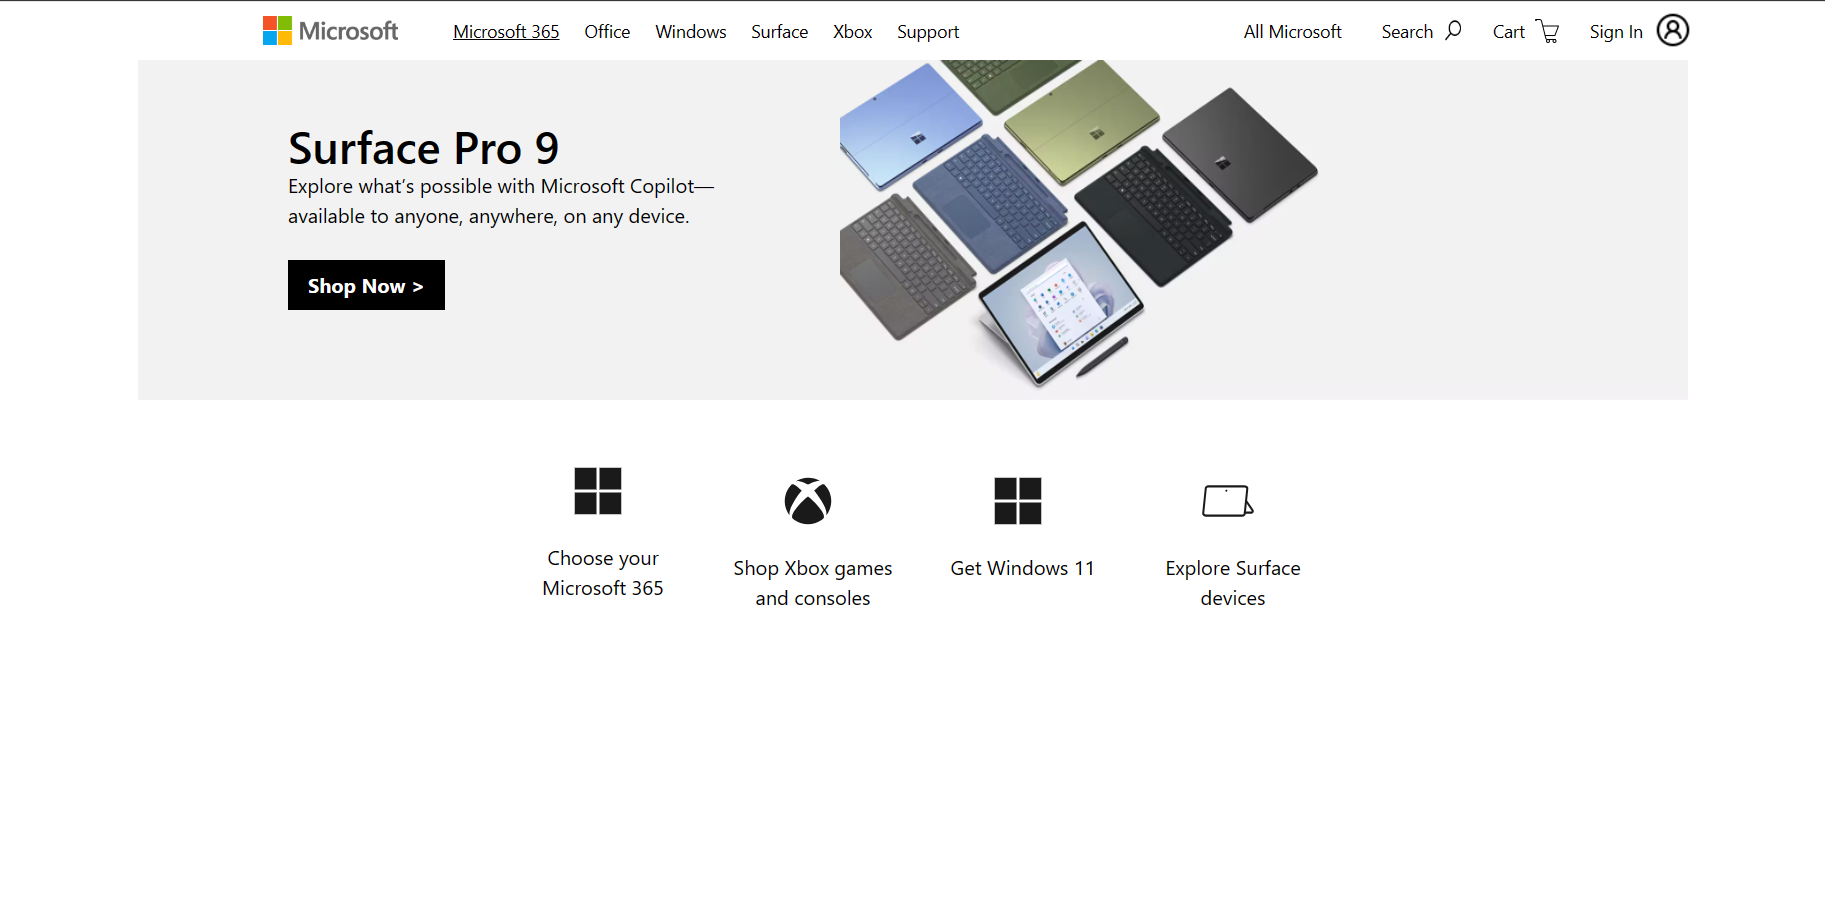 Microsoft Microsoft 365 Office Windows Surface Xbox Support All Microsoft Search Cart Sign In
Surface Pro 9
Explore what’s possible with Microsoft Copilot—
available to anyone, anywhere, on any device.
Shop Now >
Choose your
Microsoft 365
Shop Xbox games
and consoles
Get Windows 11
Explore Surface
devices